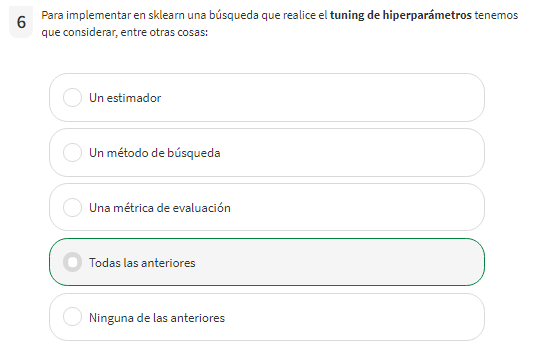 6
Para implementar en sklearn una búsqueda que realice el tuning de hiperparámetros tenemos
que considerar, entre otras cosas:
Un estimador
Un método de búsqueda
Una métrica de evaluación
Todas las anteriores
Ninguna de las anteriores